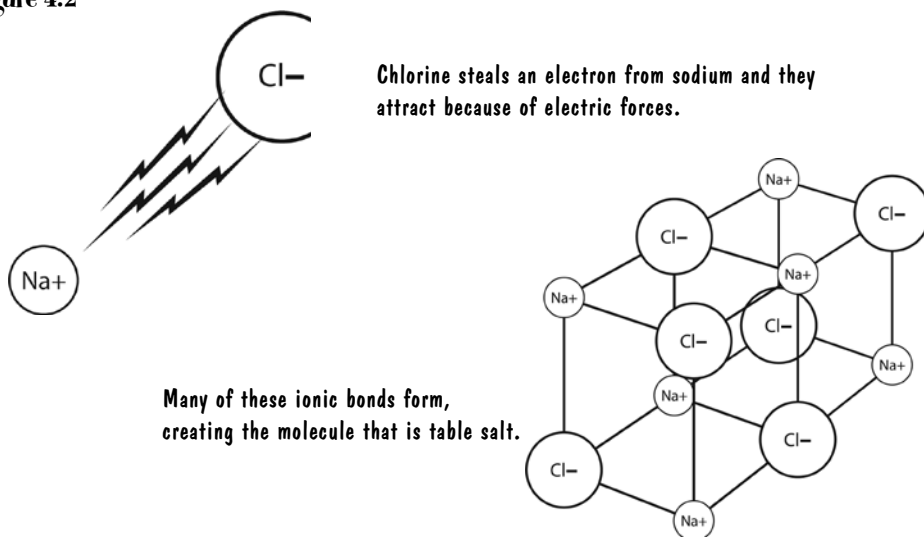 4.2
Cl–
Chlorine steals an electron from sodium and they
attract because of electric forces.
Na+
Na+
Cl–
Cl–
Na+
Na+
Cl–
Cl–
Na+
Many of these ionic bonds form,
creating the molecule that is table salt.
Na+
Cl–
Cl–
Na+